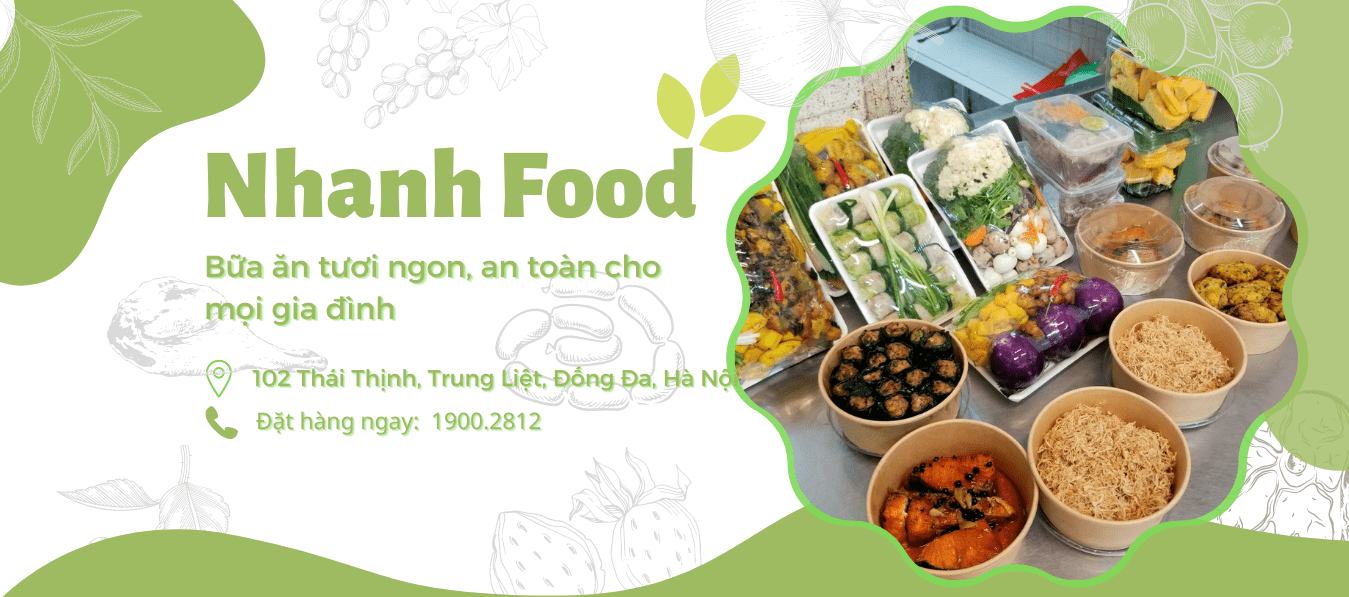 Nhanh Food
Bữa ăn tươi ngon, an toàn cho
mọi gia đình
102 Thái Thịnh, Trung Liệt, Đống Đa, Hà Nội
Đặt hàng ngay: 1900.2812